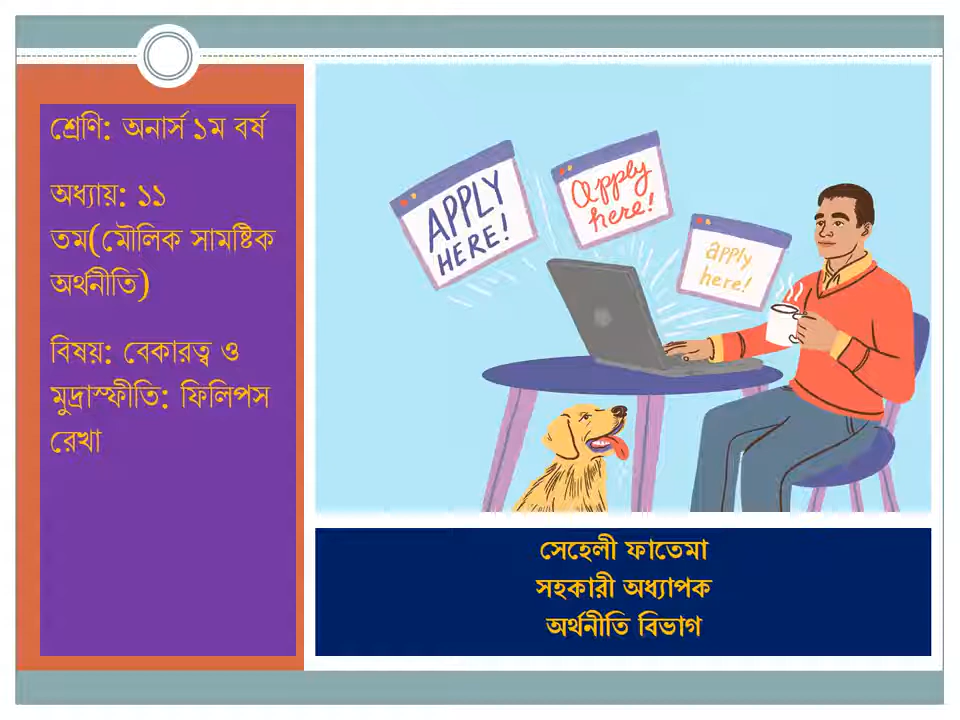 শ্রেণি: অনার্স ১ম বর্ষ
অধ্যায়: ১১
তম(মৌলিক সামষ্টিক
অর্থনীতি)
বিষয়: বেকারত্ব ও
মুদ্রাস্ফীতি: ফিলিপস
রেখা
APPLY
HERE!
apply
here!
apply
here!
সেহেলী ফাতেমা
সহকারী অধ্যাপক
অর্থনীতি বিভাগ